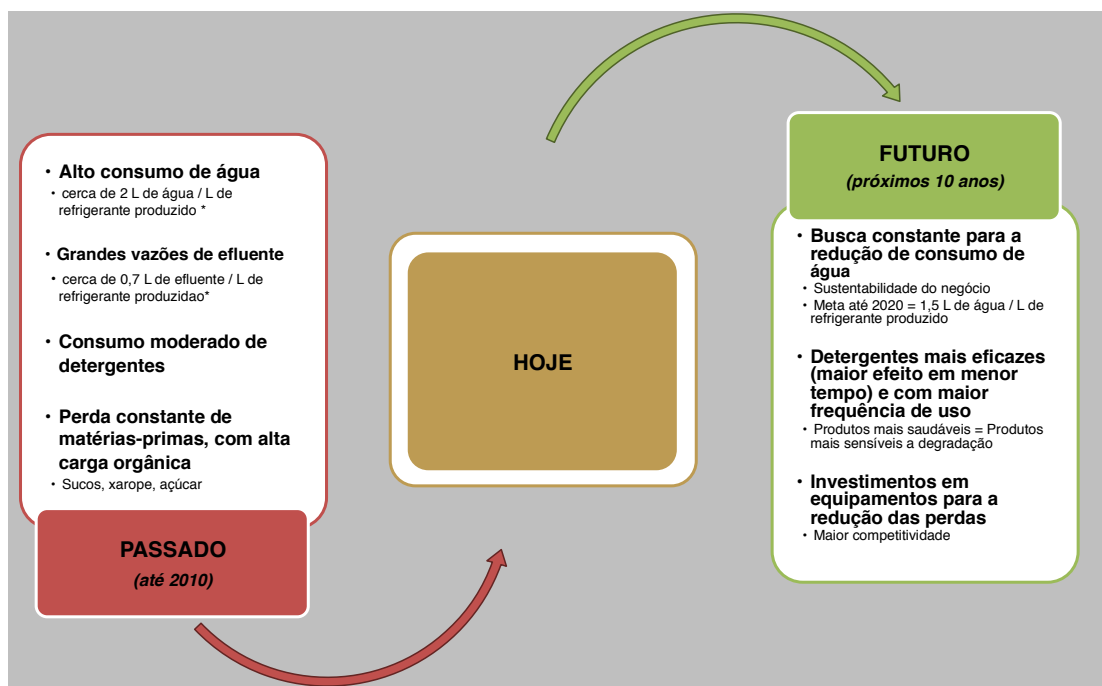 • Alto consumo de água
• cerca de 2 L de água / L de
refrigerante produzido *
• Grandes vazões de efluente
• cerca de 0,7 L de efluente / L de
refrigerante produzidao*
• Consumo moderado de
detergentes
• Perda constante de
matérias-primas, com alta
carga orgânica
• Sucos, xarope, açúcar
PASSADO
(até 2010)
HOJE
FUTURO
(próximos 10 anos)
• Busca constante para a
redução de consumo de
água
• Sustentabilidade do negócio
• Meta até 2020 = 1,5 L de água / L de
refrigerante produzido
• Detergentes mais eficazes
(maior efeito em menor
tempo) e com maior
frequência de uso
• Produtos mais saudáveis = Produtos
mais sensíveis a degradação
• Investimentos em
equipamentos para a
redução das perdas
• Maior competitividade